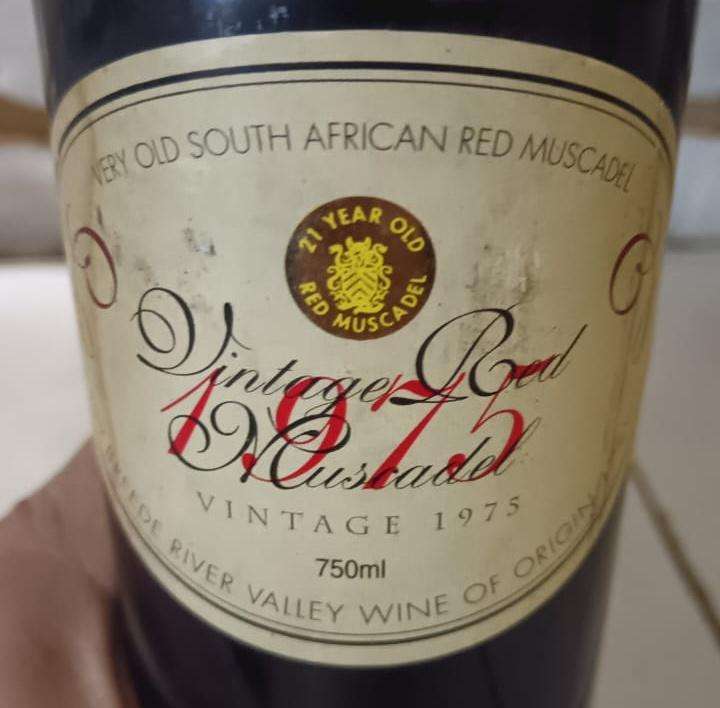 VERY OLD SOUTH AFRICAN RED MUSCADEL
21 YEAR OLD
RED MUSCADEL
Vintage Red
1975
Muscadel
VINTAGE 1975
750ml
BREEDE RIVER VALLEY WINE OF ORIGIN